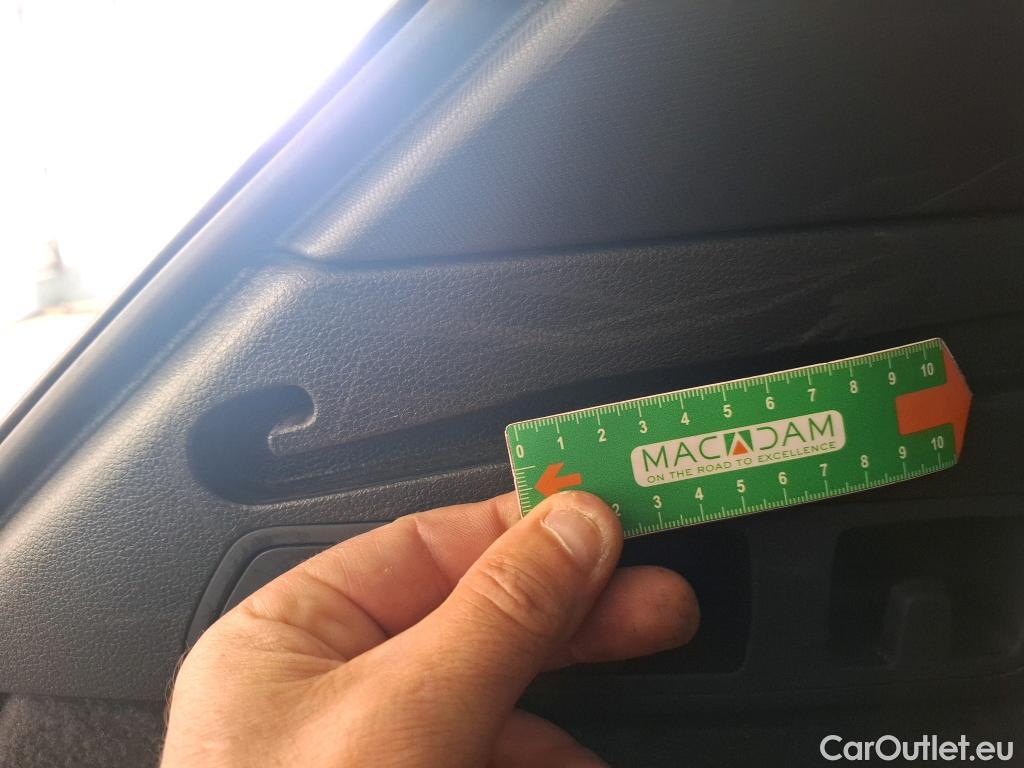 0 1 2 3 4 5 6 7 8 9 10
MACADAM
ON THE ROAD TO EXCELLENCE
2 3 4 5 6 7 8 9 10
CarOutlet.eu